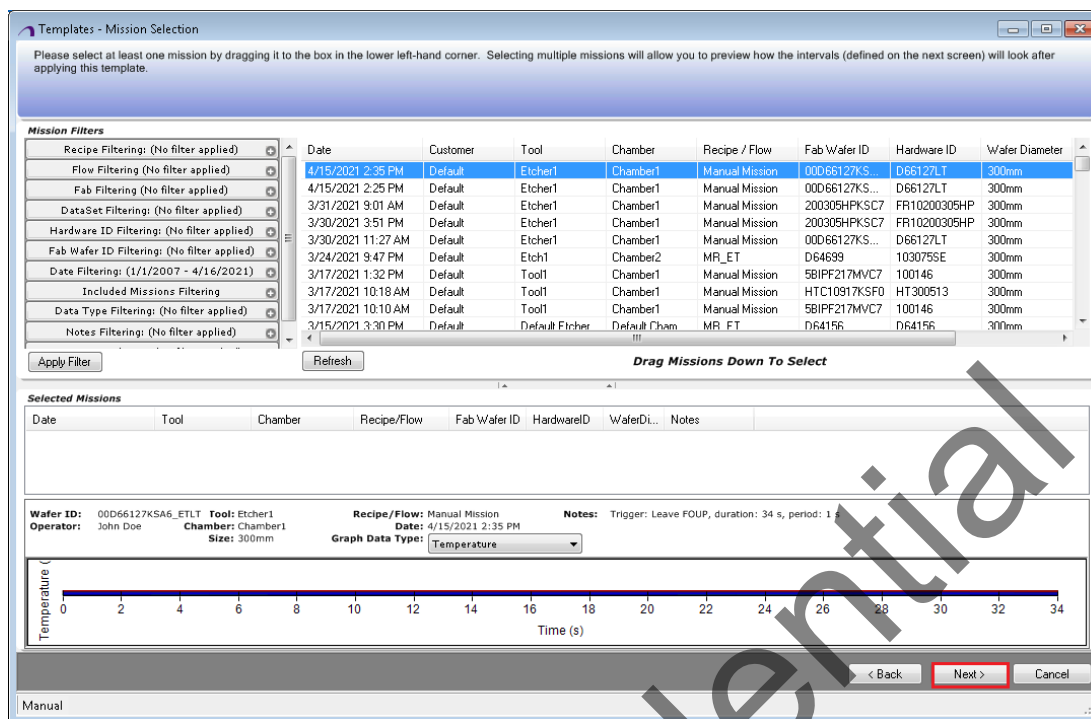 Templates - Mission Selection
Please select at least one mission by dragging it to the box in the lower left-hand corner. Selecting multiple missions will allow you to preview how the intervals (defined on the next screen) will look after
applying this template.
Mission Filters
Recipe Filtering: (No filter applied)
Flow Filtering (No filter applied)
Fab Filtering (No filter applied)
DataSet Filtering: (No filter applied)
Hardware ID Filtering: (No filter applied)
Fab Wafer ID Filtering: (No filter applied)
Date Filtering: (1/1/2007 - 4/16/2021)
Included Missions Filtering
Data Type Filtering: (No filter applied)
Notes Filtering: (No filter applied)
Apply Filter
Date Customer Tool Chamber Recipe / Flow Fab Wafer ID Hardware ID Wafer Diameter
4/15/2021 2:35 PM Default Etcher1 Chamber1 Manual Mission 00D66127KS... D66127LT 300mm
4/15/2021 2:25 PM Default Etcher1 Chamber1 Manual Mission 00D66127KS... D66127LT 300mm
3/31/2021 9:01 AM Default Etcher1 Chamber1 Manual Mission 200305HPKSC7 FR10200305HP 300mm
3/30/2021 3:51 PM Default Etcher1 Chamber1 Manual Mission 200305HPKSC7 FR10200305HP 300mm
3/30/2021 11:27 AM Default Etcher1 Chamber1 Manual Mission 00D66127KS... D66127LT 300mm
3/24/2021 9:47 PM Default Etch1 Chamber2 MR_ET D64699 103075SE 300mm
3/17/2021 1:32 PM Default Tool1 Chamber1 Manual Mission 5BIPF217MVC7 100146 300mm
3/17/2021 10:18 AM Default Tool1 Chamber1 Manual Mission HTC10917KSF0 HT300513 300mm
3/17/2021 10:10 AM Default Tool1 Chamber1 Manual Mission 5BIPF217MVC7 100146 300mm
3/15/2021 3:30 PM Default Default Etcher Default Cham MR_ET D64156 D64156 300mm
Refresh Drag Missions Down To Select
Selected Missions
Date Tool Chamber Recipe/Flow Fab Wafer ID HardwareID WaferDi... Notes
Wafer ID: 00D66127KSA6_ETLT Tool: Etcher1 Recipe/Flow: Manual Mission Notes: Trigger: Leave FOUP, duration: 34 s, period: 1 s
Operator: John Doe Chamber: Chamber1 Date: 4/15/2021 2:35 PM
Size: 300mm Graph Data Type: Temperature
Temperature (
0 2 4 6 8 10 12 14 16 18 20 22 24 26 28 30 32 34
Time (s)
< Back Next > Cancel
Manual
ential